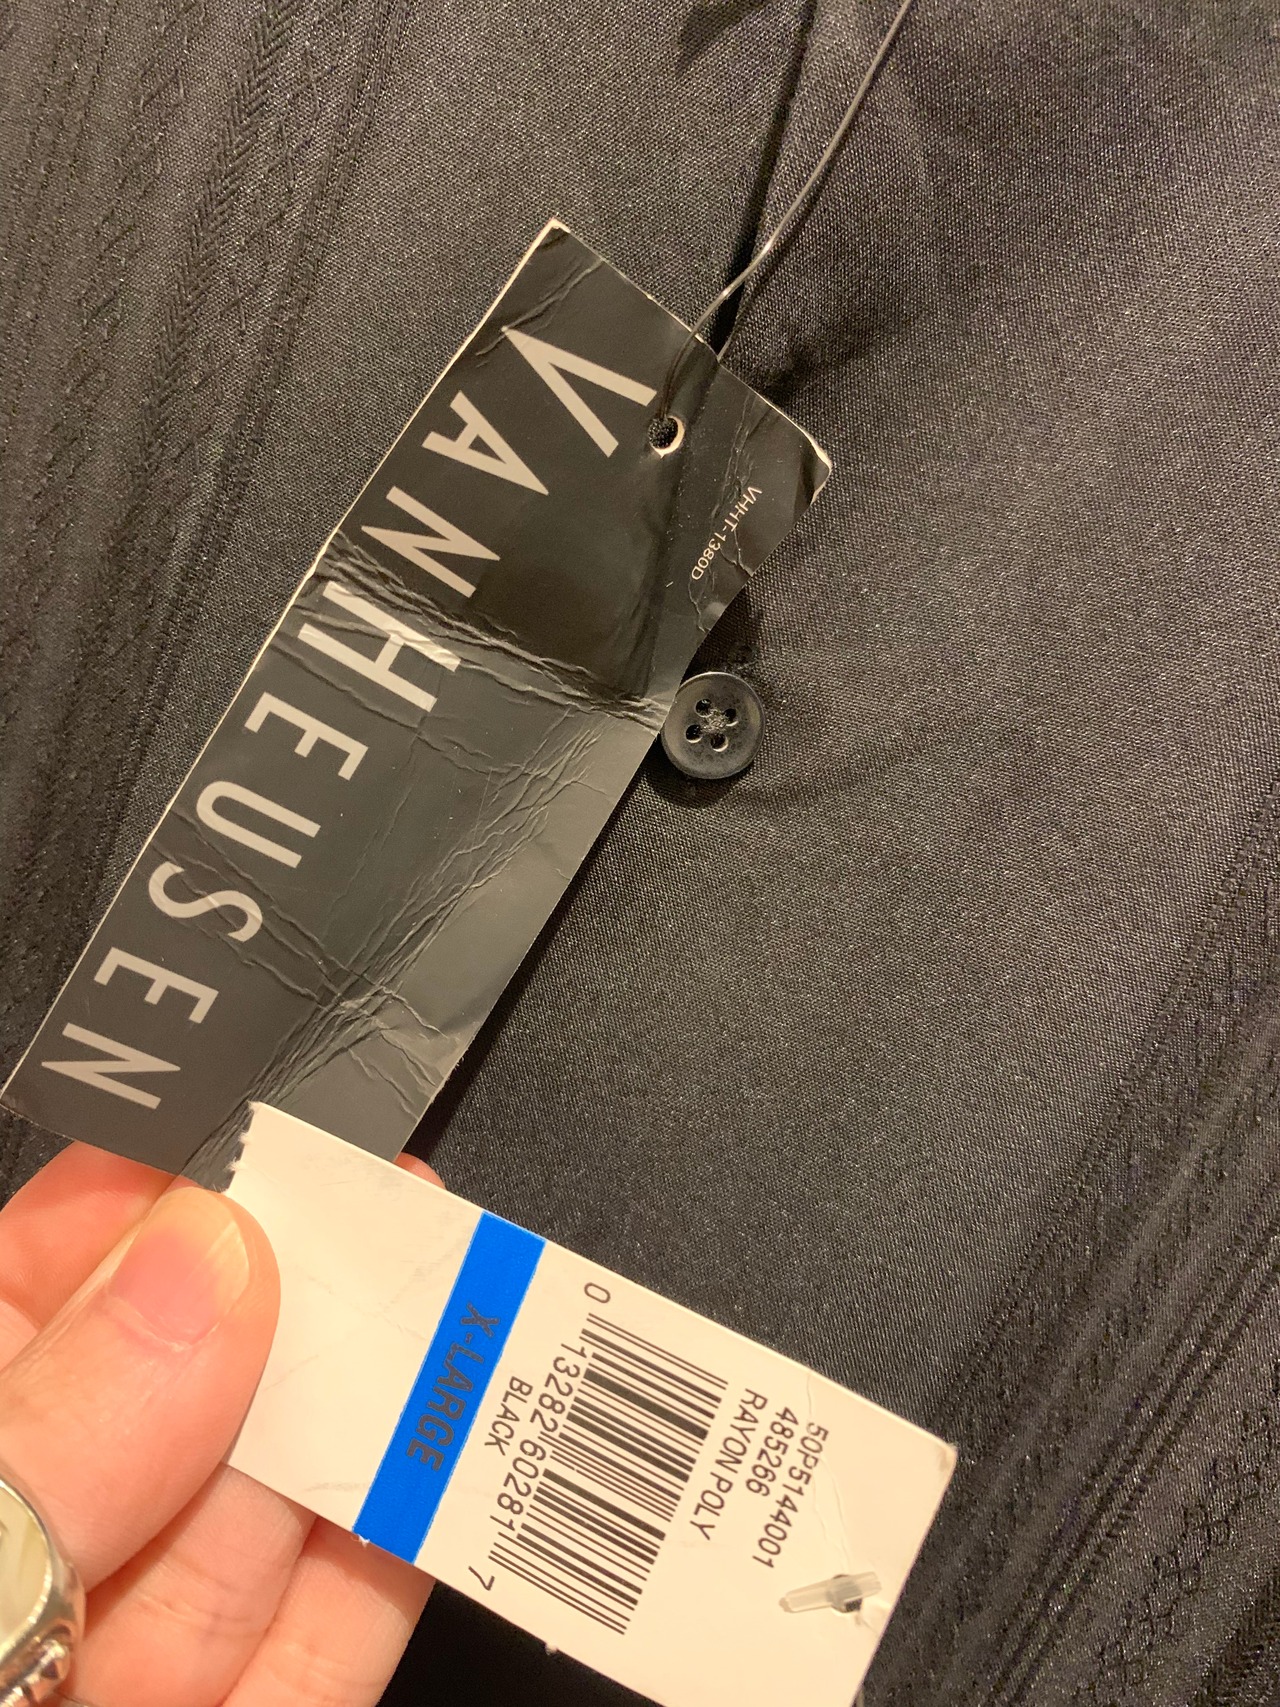 VAN HEUSEN
VHHT-1380D
50P5144001
485266
RAYON POLY
0 13282 60281 7
BLACK
X-LARGE